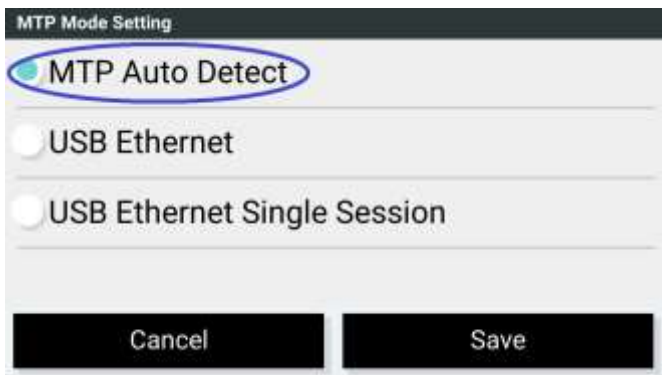 MTP Mode Setting
MTP Auto Detect
USB Ethernet
USB Ethernet Single Session
Cancel Save